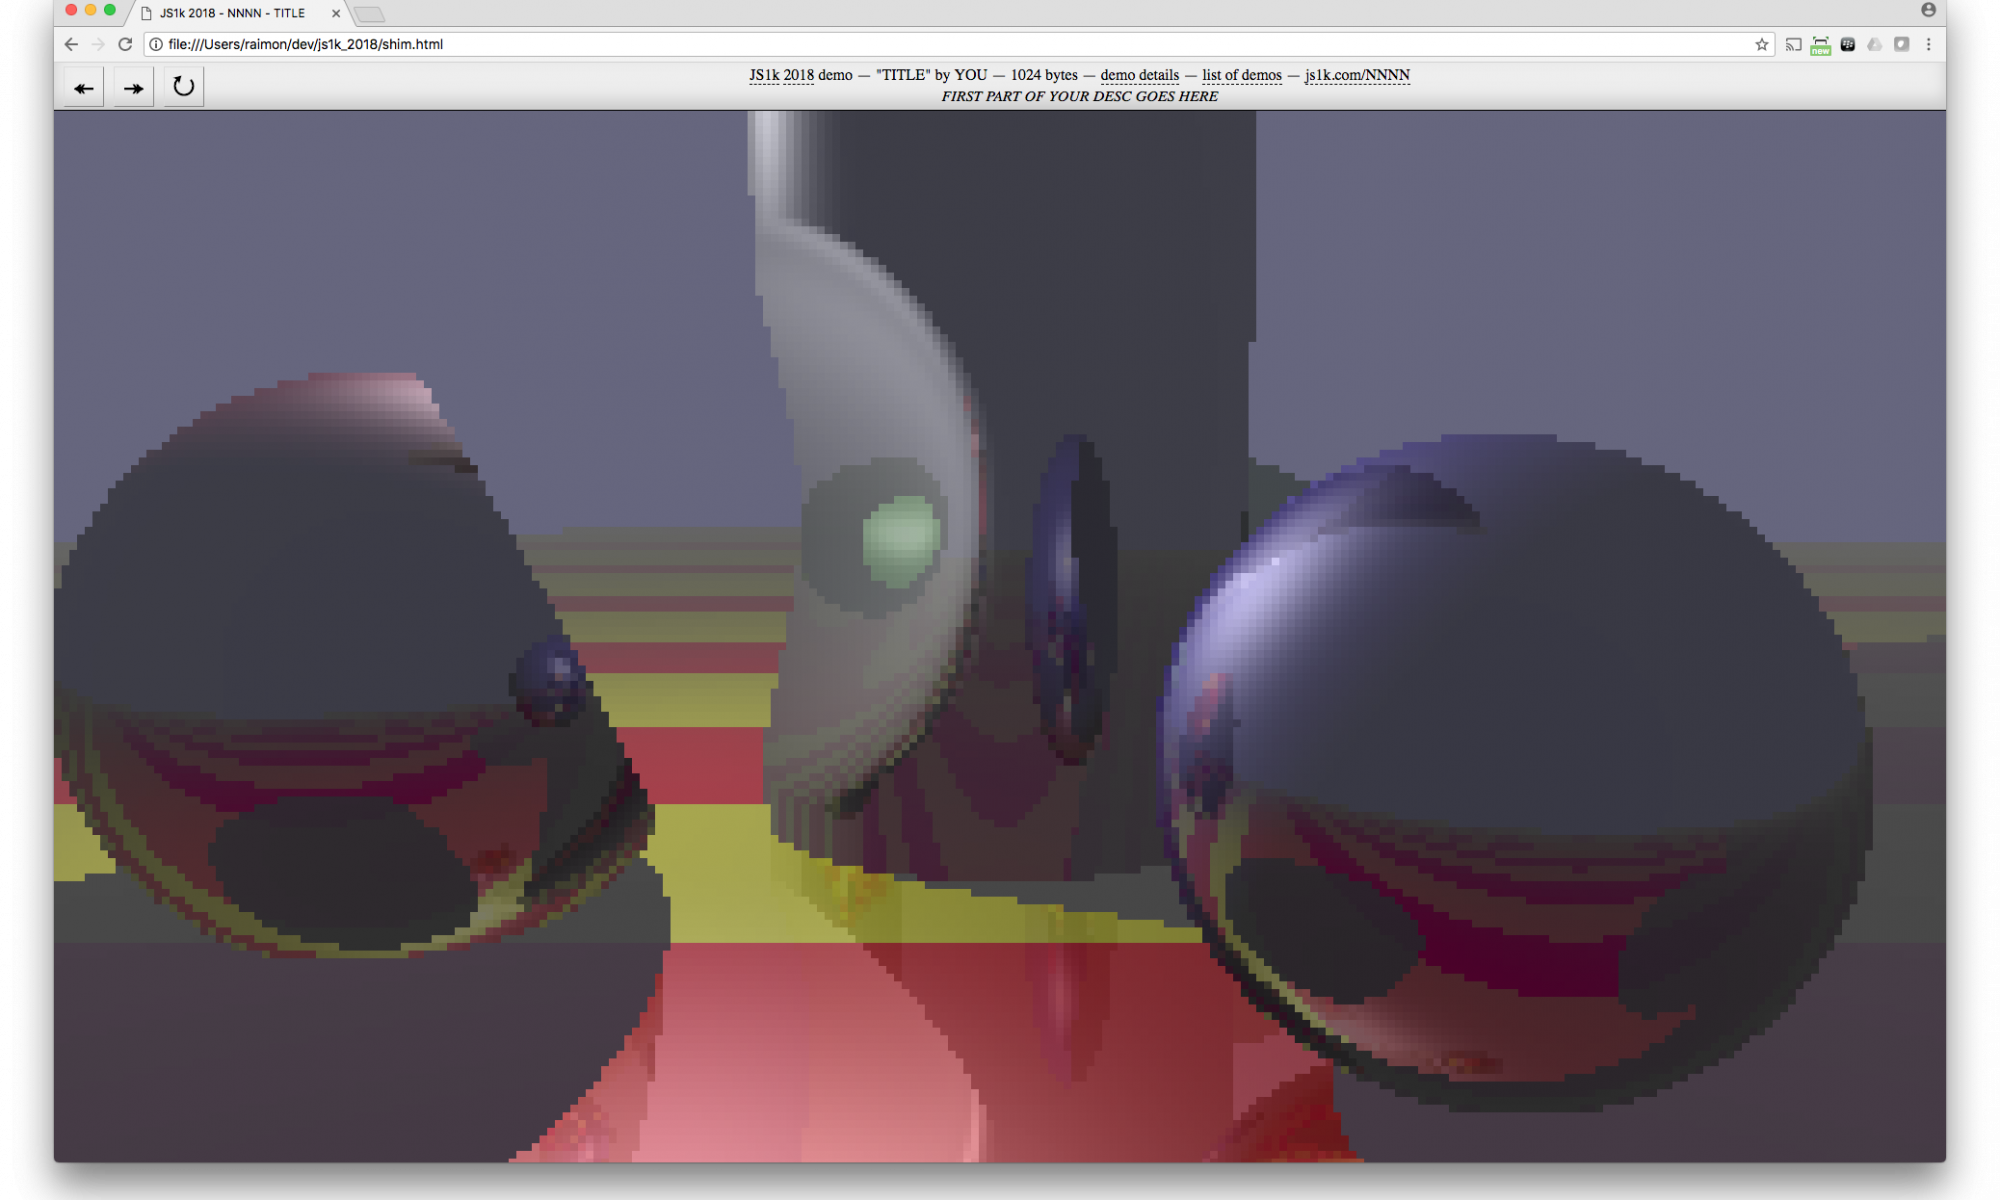 JS1k 2018 - NNNN - TITLE
file:///Users/raimon/dev/js1k_2018/shim.html
new
JS1k 2018 demo — "TITLE" by YOU — 1024 bytes — demo details — list of demos — js1k.com/NNNN
FIRST PART OF YOUR DESC GOES HERE